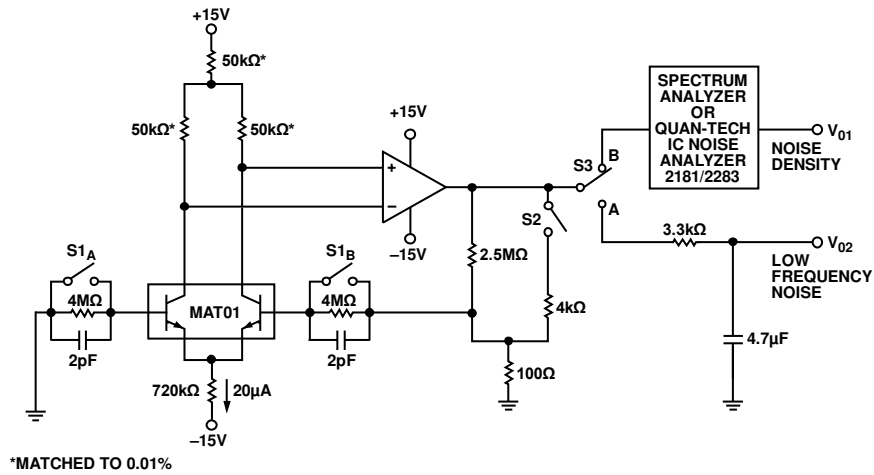 +15V
50kΩ*
50kΩ*
50kΩ*
+15V
+
–
–15V
SPECTRUM
ANALYZER
OR
QUAN-TECH
IC NOISE
ANALYZER
2181/2283
V01
NOISE
DENSITY
S3
B
A
S2
2.5MΩ
4kΩ
100Ω
3.3kΩ
V02
LOW
FREQUENCY
NOISE
4.7µF
S1A
4MΩ
2pF
MAT01
S1B
4MΩ
2pF
720kΩ
20µA
–15V
*MATCHED TO 0.01%